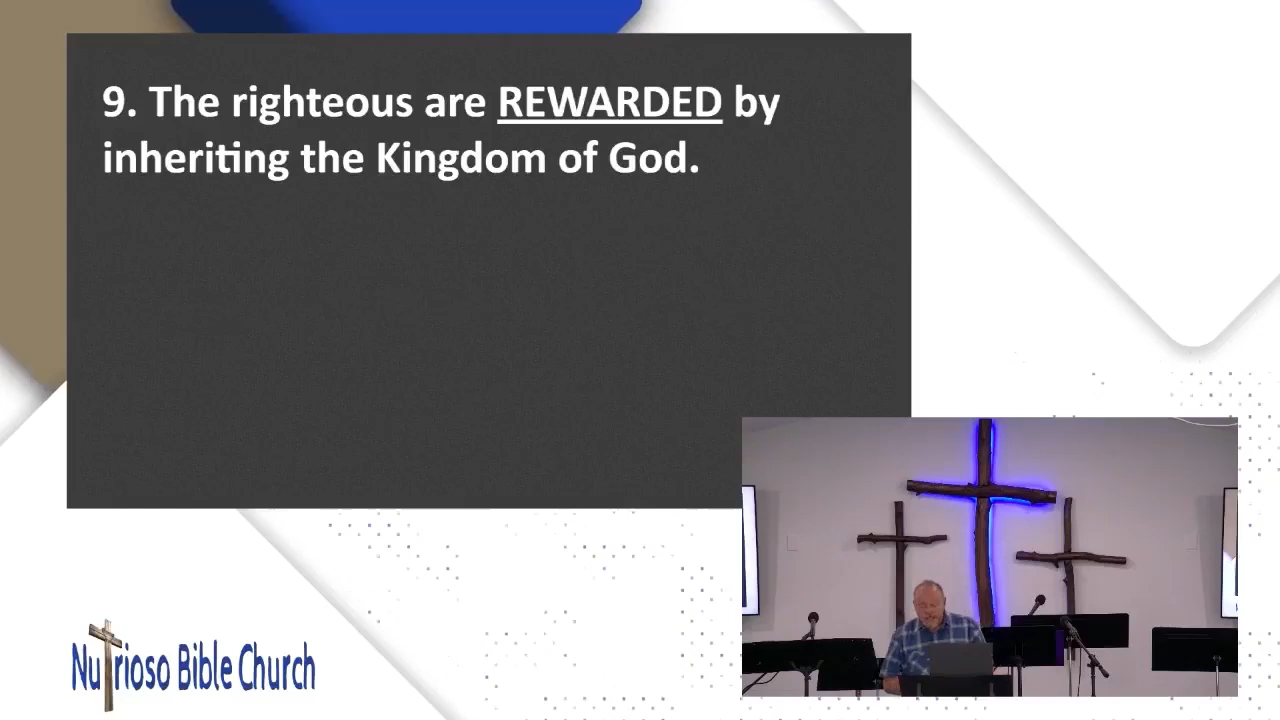 9. The righteous are REWARDED by
inheriting the Kingdom of God.
Nutrioso Bible Church